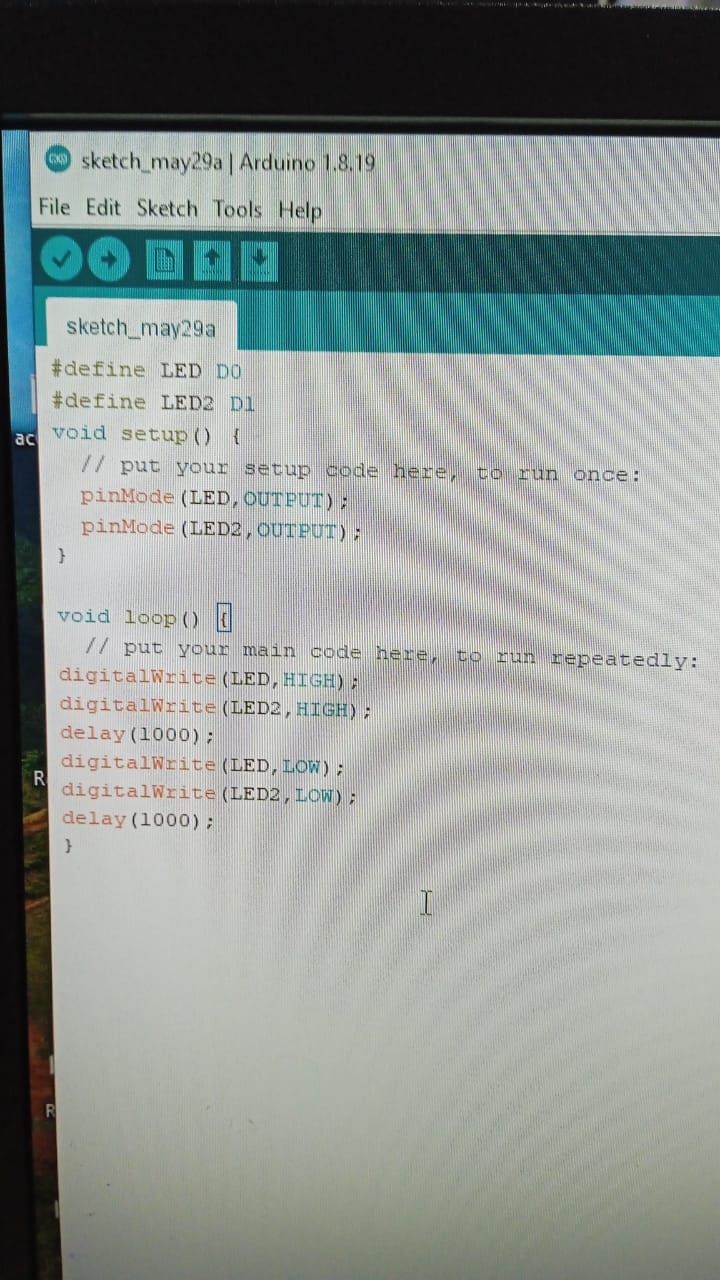 sketch_may29a | Arduino 1.8.19
File Edit Sketch Tools Help
sketch_may29a
#define LED D0
#define LED2 D1
ac
void setup() {
// put your setup code here, to run once:
pinMode(LED,OUTPUT);
pinMode(LED2,OUTPUT);
}
void loop() {
// put your main code here, to run repeatedly:
digitalWrite(LED,HIGH);
digitalWrite(LED2,HIGH);
delay(1000);
digitalWrite(LED,LOW);
R
digitalWrite(LED2,LOW);
delay(1000);
}
R